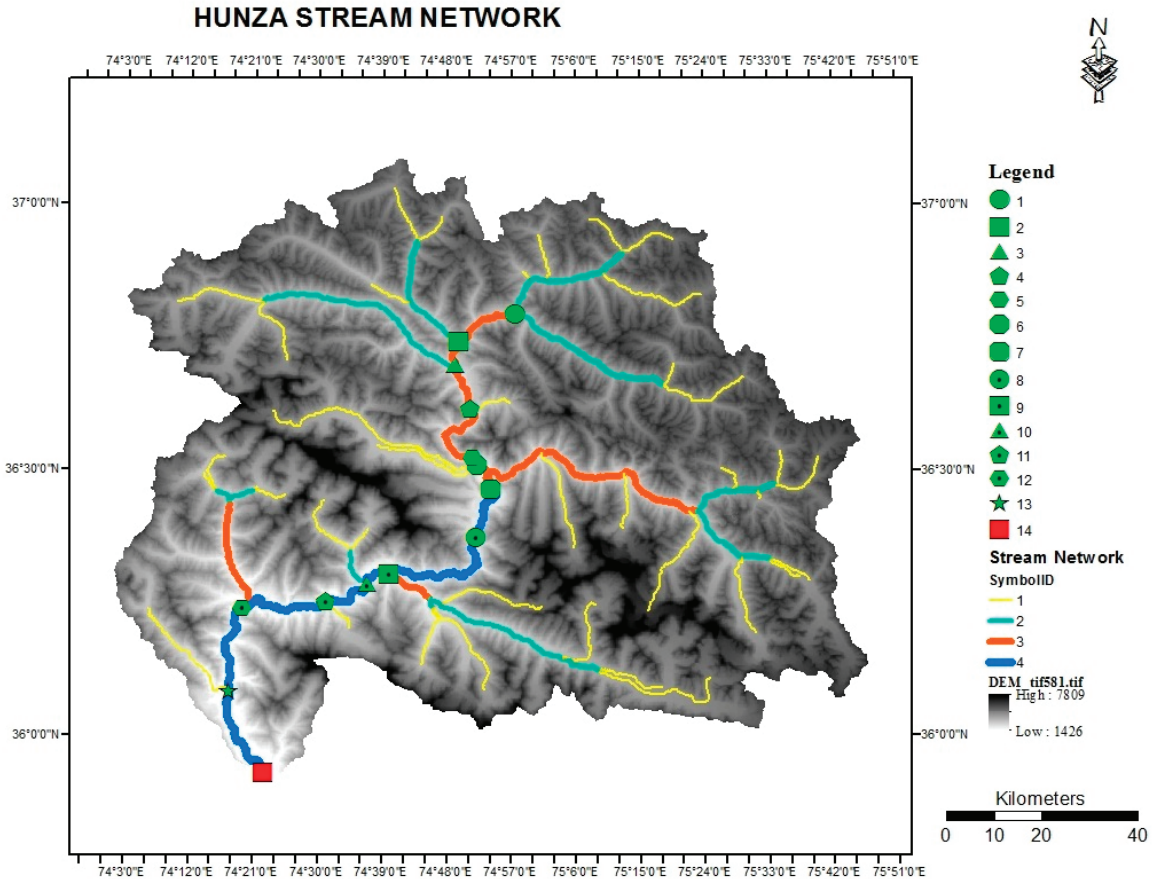 HUNZA STREAM NETWORK
N
74°3'0"E 74°12'0"E 74°21'0"E 74°30'0"E 74°39'0"E 74°48'0"E 74°57'0"E 75°6'0"E 75°15'0"E 75°24'0"E 75°33'0"E 75°42'0"E 75°51'0"E
37°0'0"N 37°0'0"N
36°30'0"N 36°30'0"N
36°0'0"N 36°0'0"N
74°3'0"E 74°12'0"E 74°21'0"E 74°30'0"E 74°39'0"E 74°48'0"E 74°57'0"E 75°6'0"E 75°15'0"E 75°24'0"E 75°33'0"E 75°42'0"E 75°51'0"E
Legend
1
2
3
4
5
6
7
8
9
10
11
12
13
14
Stream Network
SymbolID
1
2
3
4
DEM_tif581.tif
High : 7809
Low : 1426
Kilometers
0 10 20 40